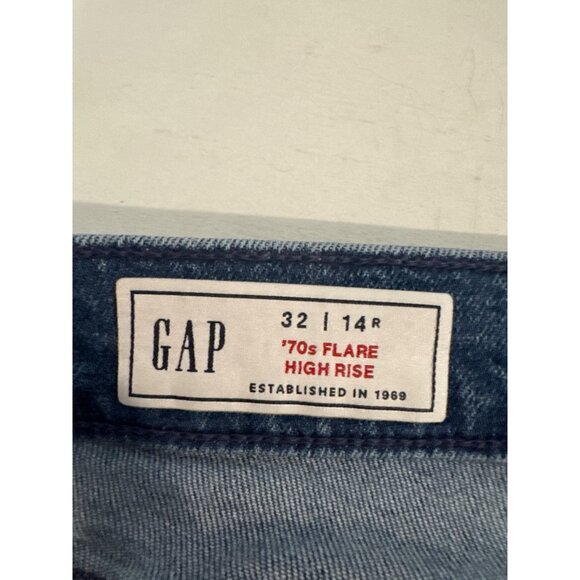 GAP
32 | 14R
'70s FLARE
HIGH RISE
ESTABLISHED IN 1969